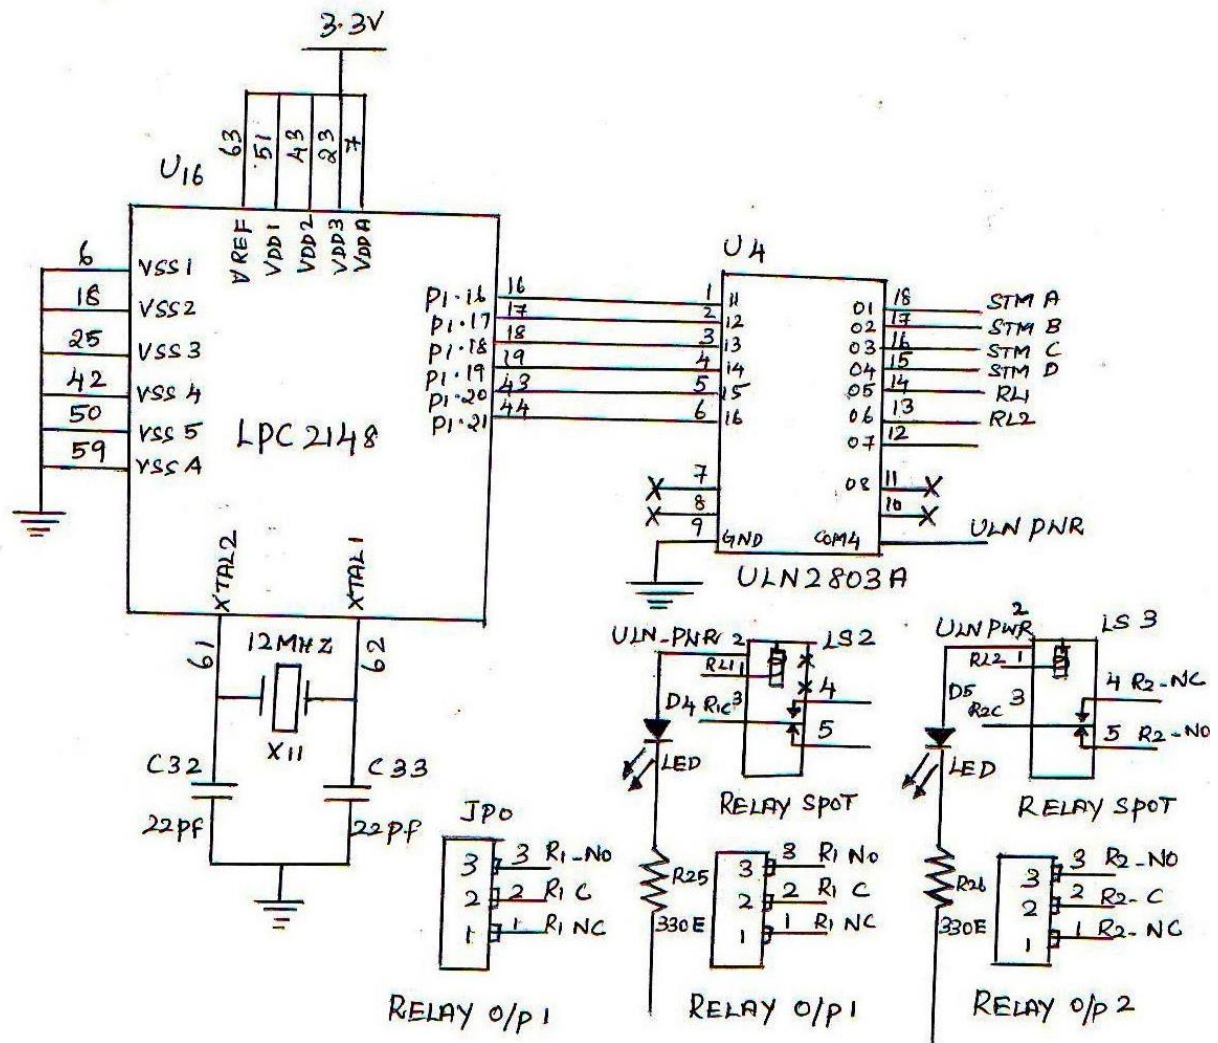 3.3V
63 51 43 23 7
U16
VREF VDD1 VDD2 VDD3 VDDA
6 VSS1
18 VSS2
25 VSS3
42 VSS4
50 VSS5
59 VSSA
LPC2148
P1.16 16
P1.17 17
P1.18 18
P1.19 19
P1.20 43
P1.21 44
XTAL2 XTAL1
61 12MHZ 62
X11
C32 C33
22pf 22pf
U4
1 I1
2 I2
3 I3
4 I4
5 I5
6 I6
7
8
9 GND
O1 18 STM A
O2 17 STM B
O3 16 STM C
O4 15 STM D
O5 14 RL1
O6 13 RL2
O7 12
O8 11
10
COM4 ULN PWR
ULN2803A
ULN_PWR 2 LS2
RL1 1
4
D4 R1C 3
5
LED
RELAY SPOT
ULN PWR 2 LS3
RL2 1
4 R2-NC
D5 R2C 3
5 R2-NO
LED
RELAY SPOT
JP0
3 3 R1-NO
2 2 R1 C
1 1 R1 NC
RELAY O/P 1
R25
330E
3 3 R1 NO
2 2 R1 C
1 1 R1 NC
RELAY O/P 1
R26
330E
3 3 R2-NO
2 2 R2-C
1 1 R2-NC
RELAY O/P 2